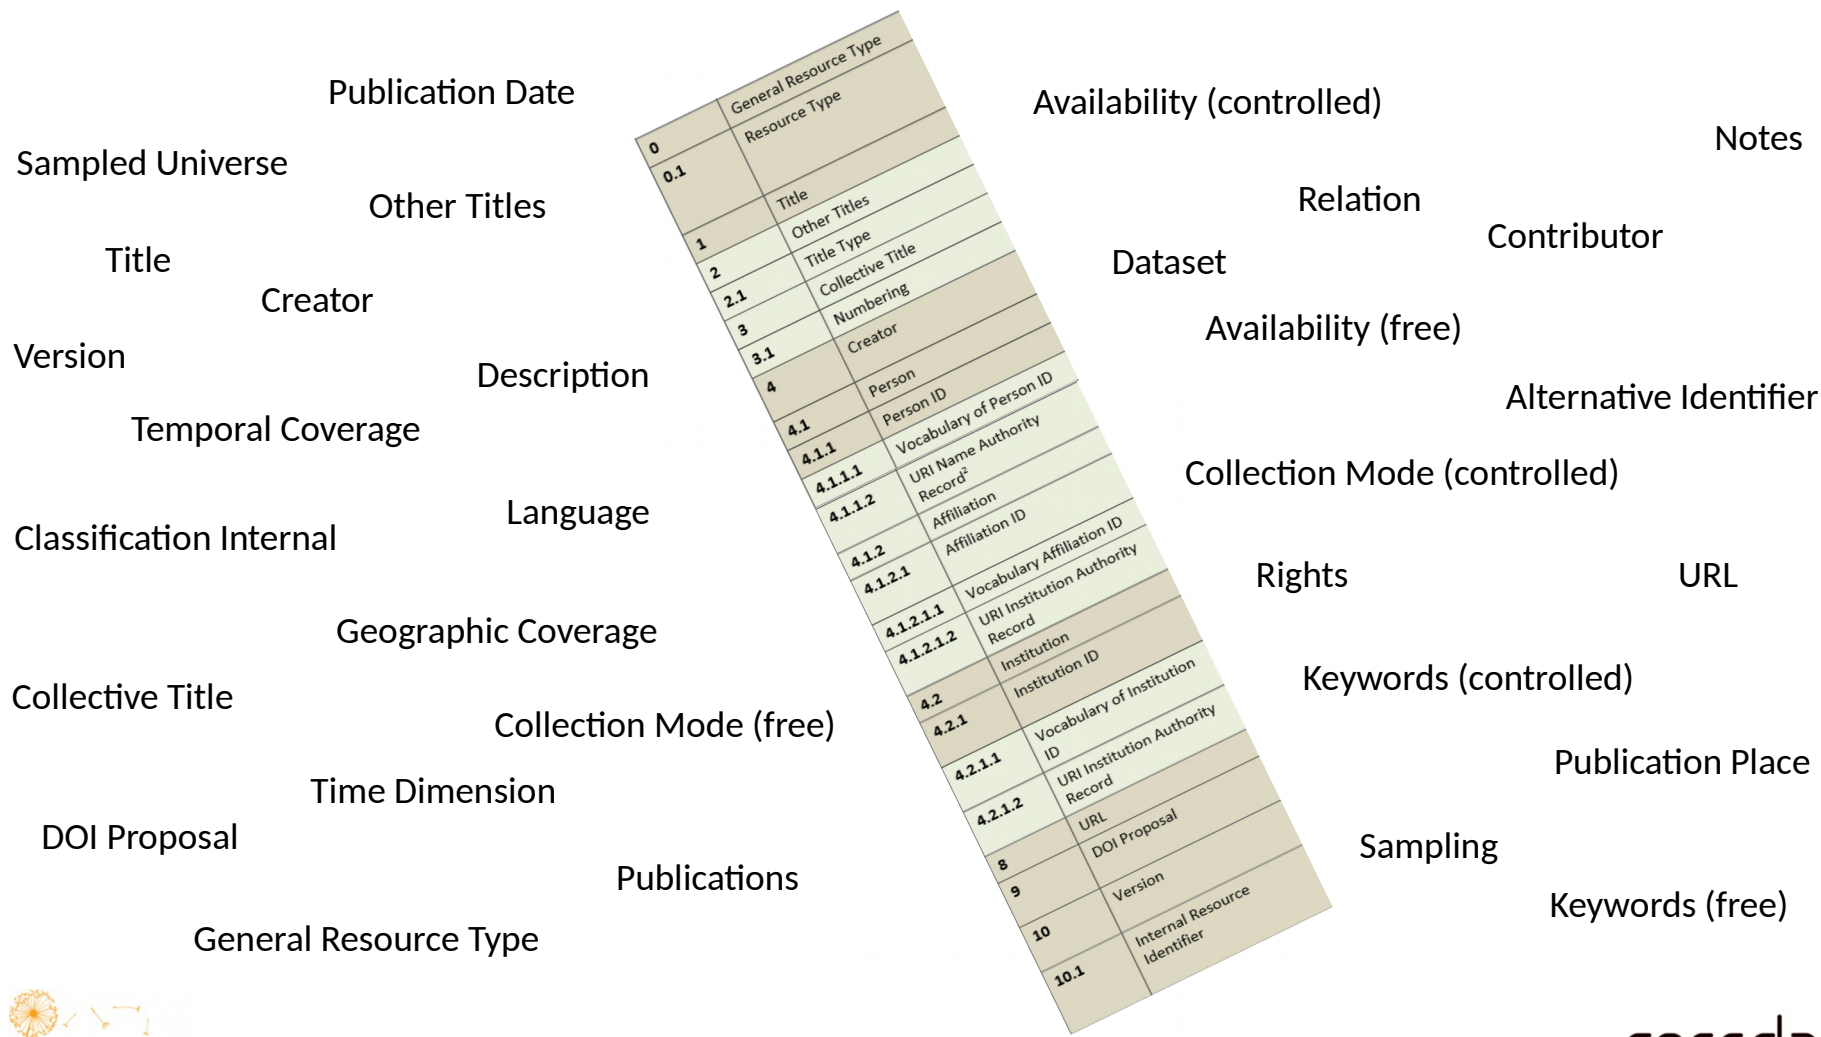 Publication Date
Sampled Universe
Other Titles
Title
Creator
Version
Description
Temporal Coverage
Language
Classification Internal
Geographic Coverage
Collective Title
Collection Mode (free)
Time Dimension
DOI Proposal
Publications
General Resource Type
0 General Resource Type
0.1 Resource Type
1 Title
2 Other Titles
2.1 Title Type
3 Collective Title
3.1 Numbering
4 Creator
4.1 Person
4.1.1 Person ID
4.1.1.1 Vocabulary of Person ID
4.1.1.2 URI Name Authority
Record²
4.1.2 Affiliation
4.1.2.1 Affiliation ID
4.1.2.1.1 Vocabulary Affiliation ID
4.1.2.1.2 URI Institution Authority
Record
4.2 Institution
4.2.1 Institution ID
4.2.1.1 Vocabulary of Institution
ID
4.2.1.2 URI Institution Authority
Record
8 URL
9 DOI Proposal
10 Version
10.1 Internal Resource
Identifier
Availability (controlled)
Notes
Relation
Contributor
Dataset
Availability (free)
Alternative Identifier
Collection Mode (controlled)
Rights
URL
Keywords (controlled)
Publication Place
Sampling
Keywords (free)